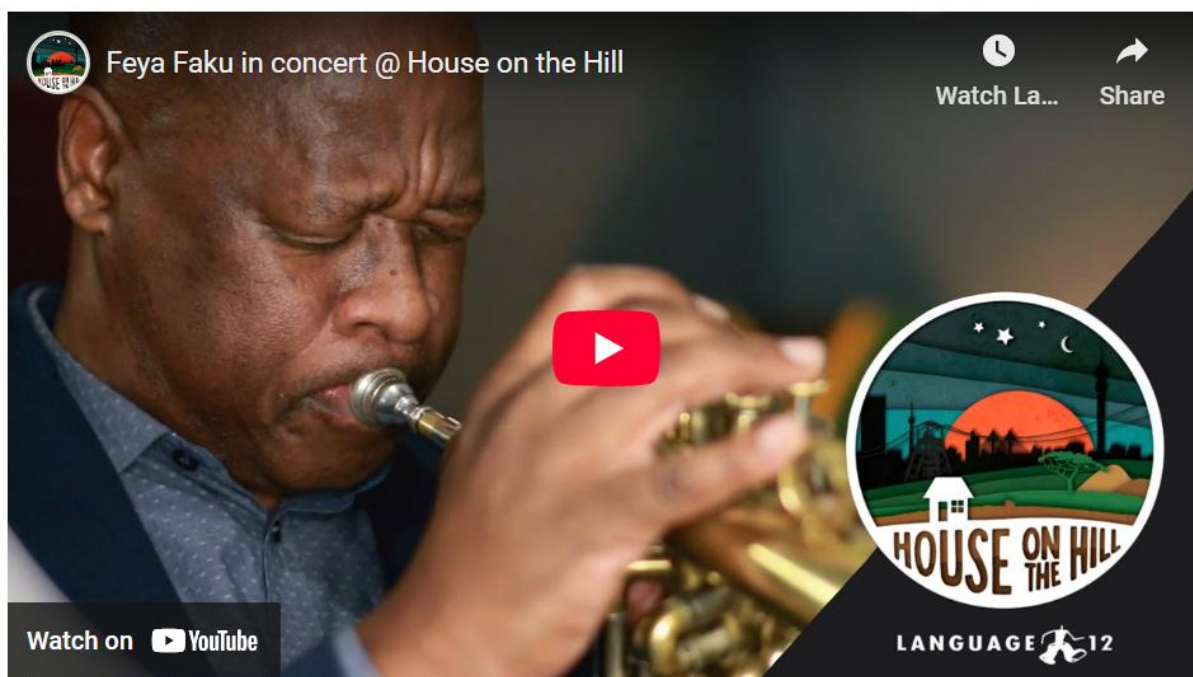 Feya Faku in concert @ House on the Hill
Watch La...
Share
HOUSE ON THE HILL
HOUSE ON
THE HILL
LANGUAGE 12
Watch on YouTube